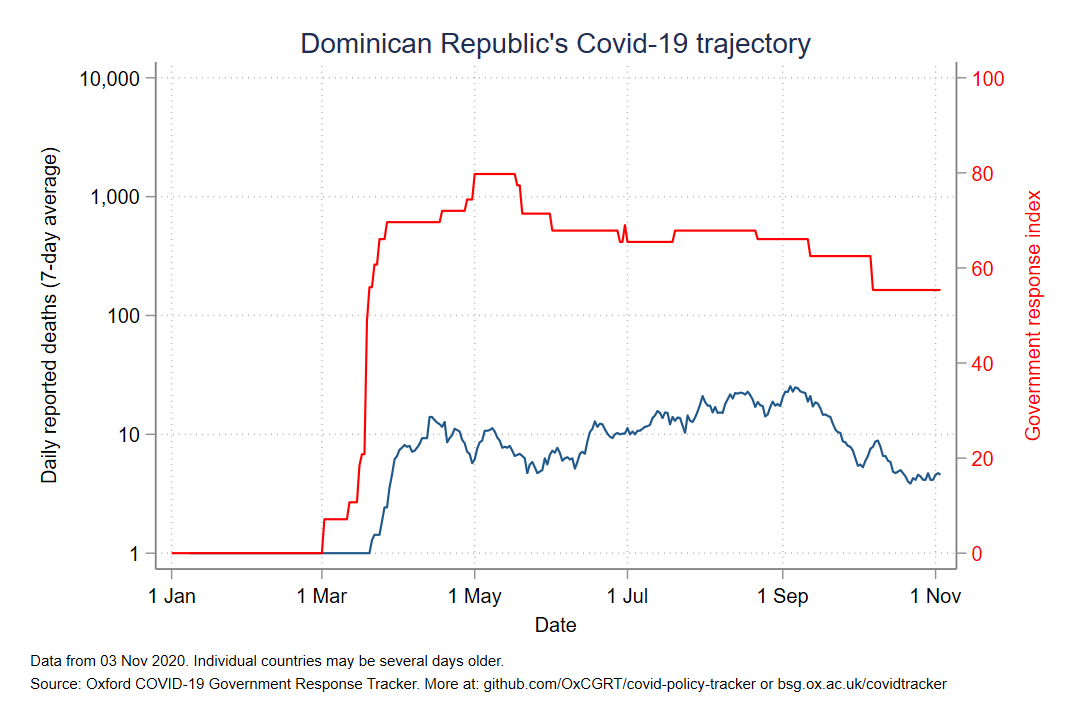 Dominican Republic's Covid-19 trajectory
Daily reported deaths (7-day average)
10,000
1,000
100
10
1
100
80
60
40
20
0
Government response index
1 Jan
1 Mar
1 May
1 Jul
1 Sep
1 Nov
Date
Data from 03 Nov 2020. Individual countries may be several days older.
Source: Oxford COVID-19 Government Response Tracker. More at: github.com/OxCGRT/covid-policy-tracker or bsg.ox.ac.uk/covidtracker